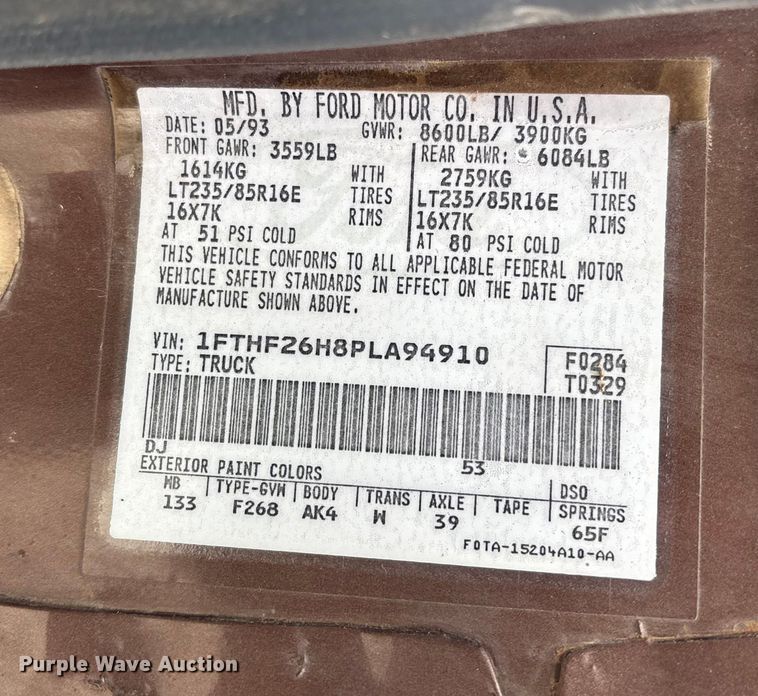 MFD. BY FORD MOTOR CO. IN U.S.A.
DATE: 05/93 GVWR: 8600LB/ 3900KG
FRONT GAWR: 3559LB REAR GAWR: 6084LB
1614KG WITH 2759KG WITH
LT235/85R16E TIRES LT235/85R16E TIRES
16X7K RIMS 16X7K RIMS
AT 51 PSI COLD AT 80 PSI COLD
THIS VEHICLE CONFORMS TO ALL APPLICABLE FEDERAL MOTOR
VEHICLE SAFETY STANDARDS IN EFFECT ON THE DATE OF
MANUFACTURE SHOWN ABOVE.
VIN: 1FTHF26H8PLA94910 F0284
TYPE: TRUCK T0329
DJ 53
EXTERIOR PAINT COLORS DSO
WB TYPE-GVW BODY TRANS AXLE TAPE SPRINGS
133 F268 AK4 W 39 65F
F0TA-15204A10-AA
Purple Wave Auction